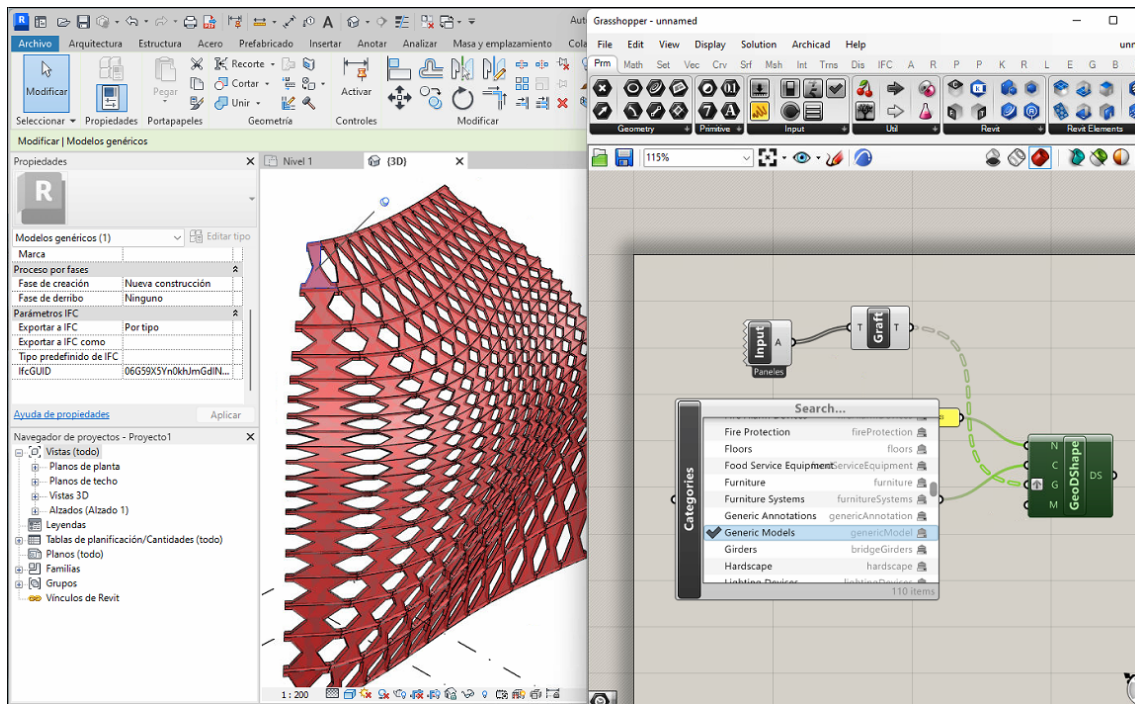 Auto
Archivo Arquitectura Estructura Acero Prefabricado Insertar Anotar Analizar Masa y emplazamiento Cola
Modificar
Pegar
Recorte
Cortar
Unir
Activar
Seleccionar Propiedades Portapapeles Geometría Controles Modificar
Modificar | Modelos genéricos
Propiedades
R
Modelos genéricos (1) Editar tipo
Marca
Proceso por fases
Fase de creación Nueva construcción
Fase de derribo Ninguno
Parámetros IFC
Exportar a IFC Por tipo
Exportar a IFC como
Tipo predefinido de IFC
IfcGUID 06G59X5Yn0khJmGdIN...
Ayuda de propiedades Aplicar
Navegador de proyectos - Proyecto1
Vistas (todo)
Planos de planta
Planos de techo
Vistas 3D
Alzados (Alzado 1)
Leyendas
Tablas de planificación/Cantidades (todo)
Planos (todo)
Familias
Grupos
Vínculos de Revit
Nivel 1 {3D}
1 : 200
Grasshopper - unnamed
File Edit View Display Solution Archicad Help unn
Prm Math Set Vec Crv Srf Msh Int Trns Dis IFC A R P P K R L E G B
Geometry Primitive Input Util Revit Revit Elements
115%
Input A
Paneles
T Graft T
Search...
Categories
Fire Protection fireProtection
Floors floors
Food Service Equipment
Furniture furniture
Furniture Systems furnitureSystems
Generic Annotations genericAnnotation
Generic Models genericModel
Girders bridgeGirders
Hardscape hardscape
Lighting Devices lightingDevices
110 items
N
C
G
M
GeoDShape
DS